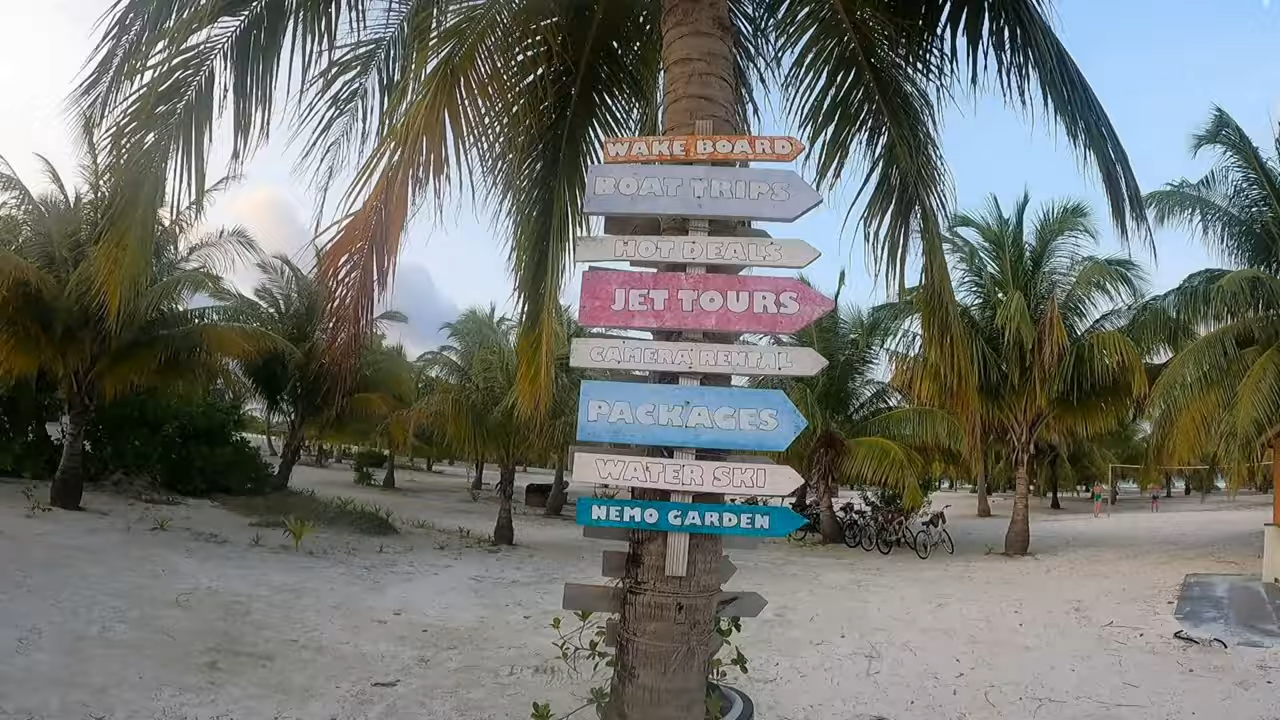 WAKE BOARD
BOAT TRIPS
HOT DEALS
JET TOURS
CAMERA RENTAL
PACKAGES
WATER SKI
NEMO GARDEN